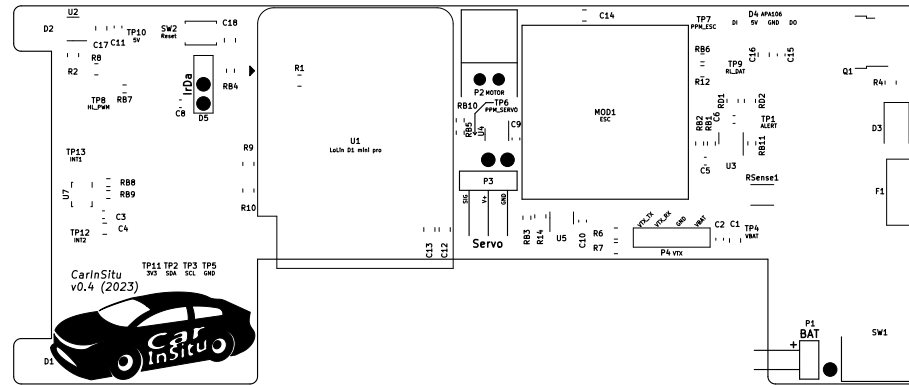 U2
D2
C17
C11
TP10
5V
SW2
Reset
C18
R8
R2
RB7
TP8
HL_PWM
C8
IrDa
D5
RB4
R1
U1
LoLin D1 mini pro
R9
R10
TP13
INT1
U7
RB8
RB9
C3
C4
TP12
INT2
TP11
3V3
TP2
SDA
TP3
SCL
TP5
GND
CarInSitu
v0.4 (2023)
Car
InSitu
D1
C13
C12
P2 MOTOR
RB10
TP6
PPM_SERVO
RB5
U4
C9
P3
SIG
V+
GND
Servo
RB3
R14
U5
C10
C14
MOD1
ESC
R6
R7
VTX_TX
VTX_RX
GND
VBAT
P4 VTX
C2
C1
TP4
VBAT
TP7
PPM_ESC
D4 APA106
DI
5V
GND
DO
RB6
R12
TP9
RL_DAT
C16
C15
RD1
RD2
C6
RB2
RB1
TP1
ALERT
U3
RB11
C5
RSense1
Q1
R4
D3
F1
P1
BAT
+
SW1